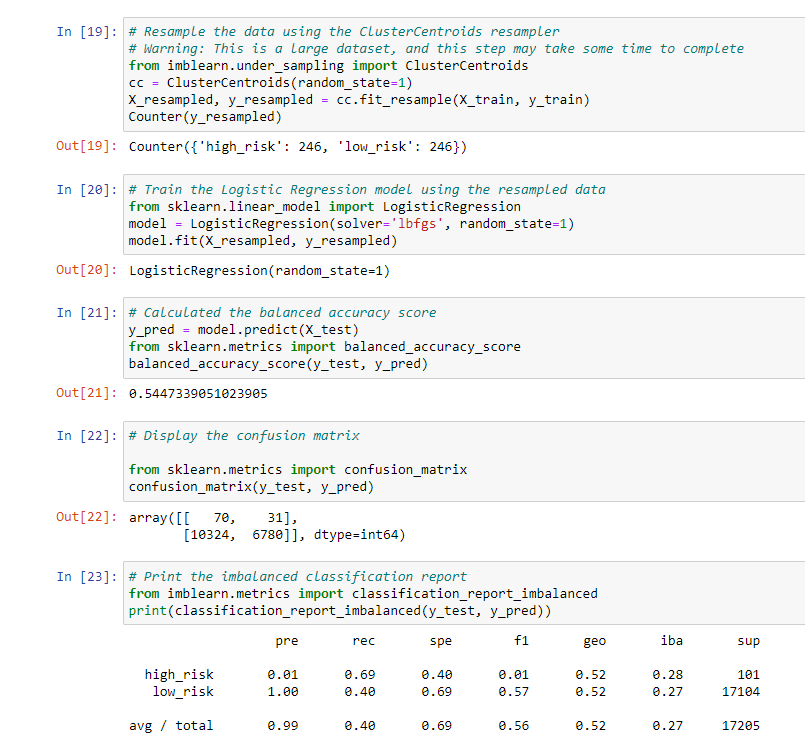 In [19]: # Resample the data using the ClusterCentroids resampler
# Warning: This is a large dataset, and this step may take some time to complete
from imblearn.under_sampling import ClusterCentroids
cc = ClusterCentroids(random_state=1)
X_resampled, y_resampled = cc.fit_resample(X_train, y_train)
Counter(y_resampled)
Out[19]: Counter({'high_risk': 246, 'low_risk': 246})
In [20]: # Train the Logistic Regression model using the resampled data
from sklearn.linear_model import LogisticRegression
model = LogisticRegression(solver='lbfgs', random_state=1)
model.fit(X_resampled, y_resampled)
Out[20]: LogisticRegression(random_state=1)
In [21]: # Calculated the balanced accuracy score
y_pred = model.predict(X_test)
from sklearn.metrics import balanced_accuracy_score
balanced_accuracy_score(y_test, y_pred)
Out[21]: 0.5447339051023905
In [22]: # Display the confusion matrix
from sklearn.metrics import confusion_matrix
confusion_matrix(y_test, y_pred)
Out[22]: array([[   70,    31],
       [10324,  6780]], dtype=int64)
In [23]: # Print the imbalanced classification report
from imblearn.metrics import classification_report_imbalanced
print(classification_report_imbalanced(y_test, y_pred))
pre rec spe f1 geo iba sup
high_risk 0.01 0.69 0.40 0.01 0.52 0.28 101
low_risk 1.00 0.40 0.69 0.57 0.52 0.27 17104
avg / total 0.99 0.40 0.69 0.56 0.52 0.27 17205